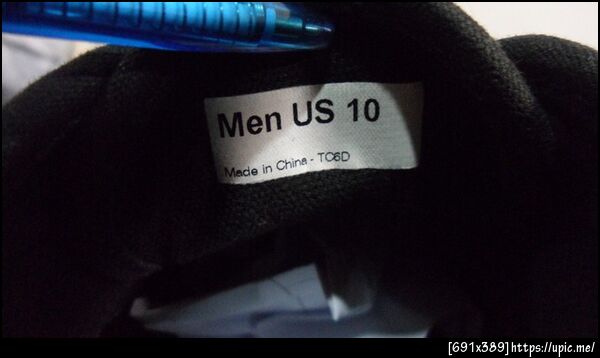 Men US 10
Made in China - TC6D
[691x389]https://upic.me/